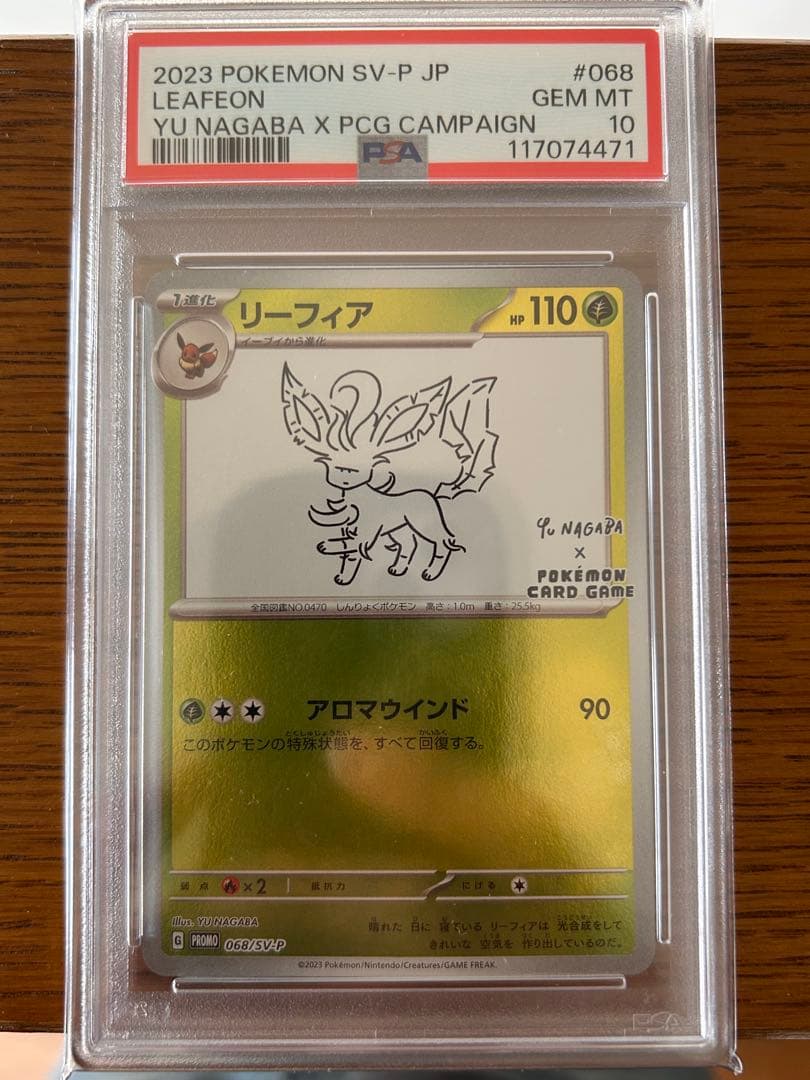 2023 POKEMON SV-P JP #068
LEAFEON GEM MT
YU NAGABA X PCG CAMPAIGN 10
PSA 117074471
1進化 リーフィア HP 110
イーブイから進化
YU NAGABA
×
POKÉMON
CARD GAME
全国図鑑NO.0470 しんりょくポケモン 高さ:1.0m 重さ:25.5kg
アロマウインド 90
このポケモンの特殊状態を、すべて回復する。
弱点 ×2 抵抗力 にげる
Illus. YU NAGABA
晴れた 日に 寝ている リーフィアは 光合成をして
きれいな 空気を 作り出しているのだ。
G PROMO 068/SV-P
©2023 Pokémon/Nintendo/Creatures/GAME FREAK.
PSA